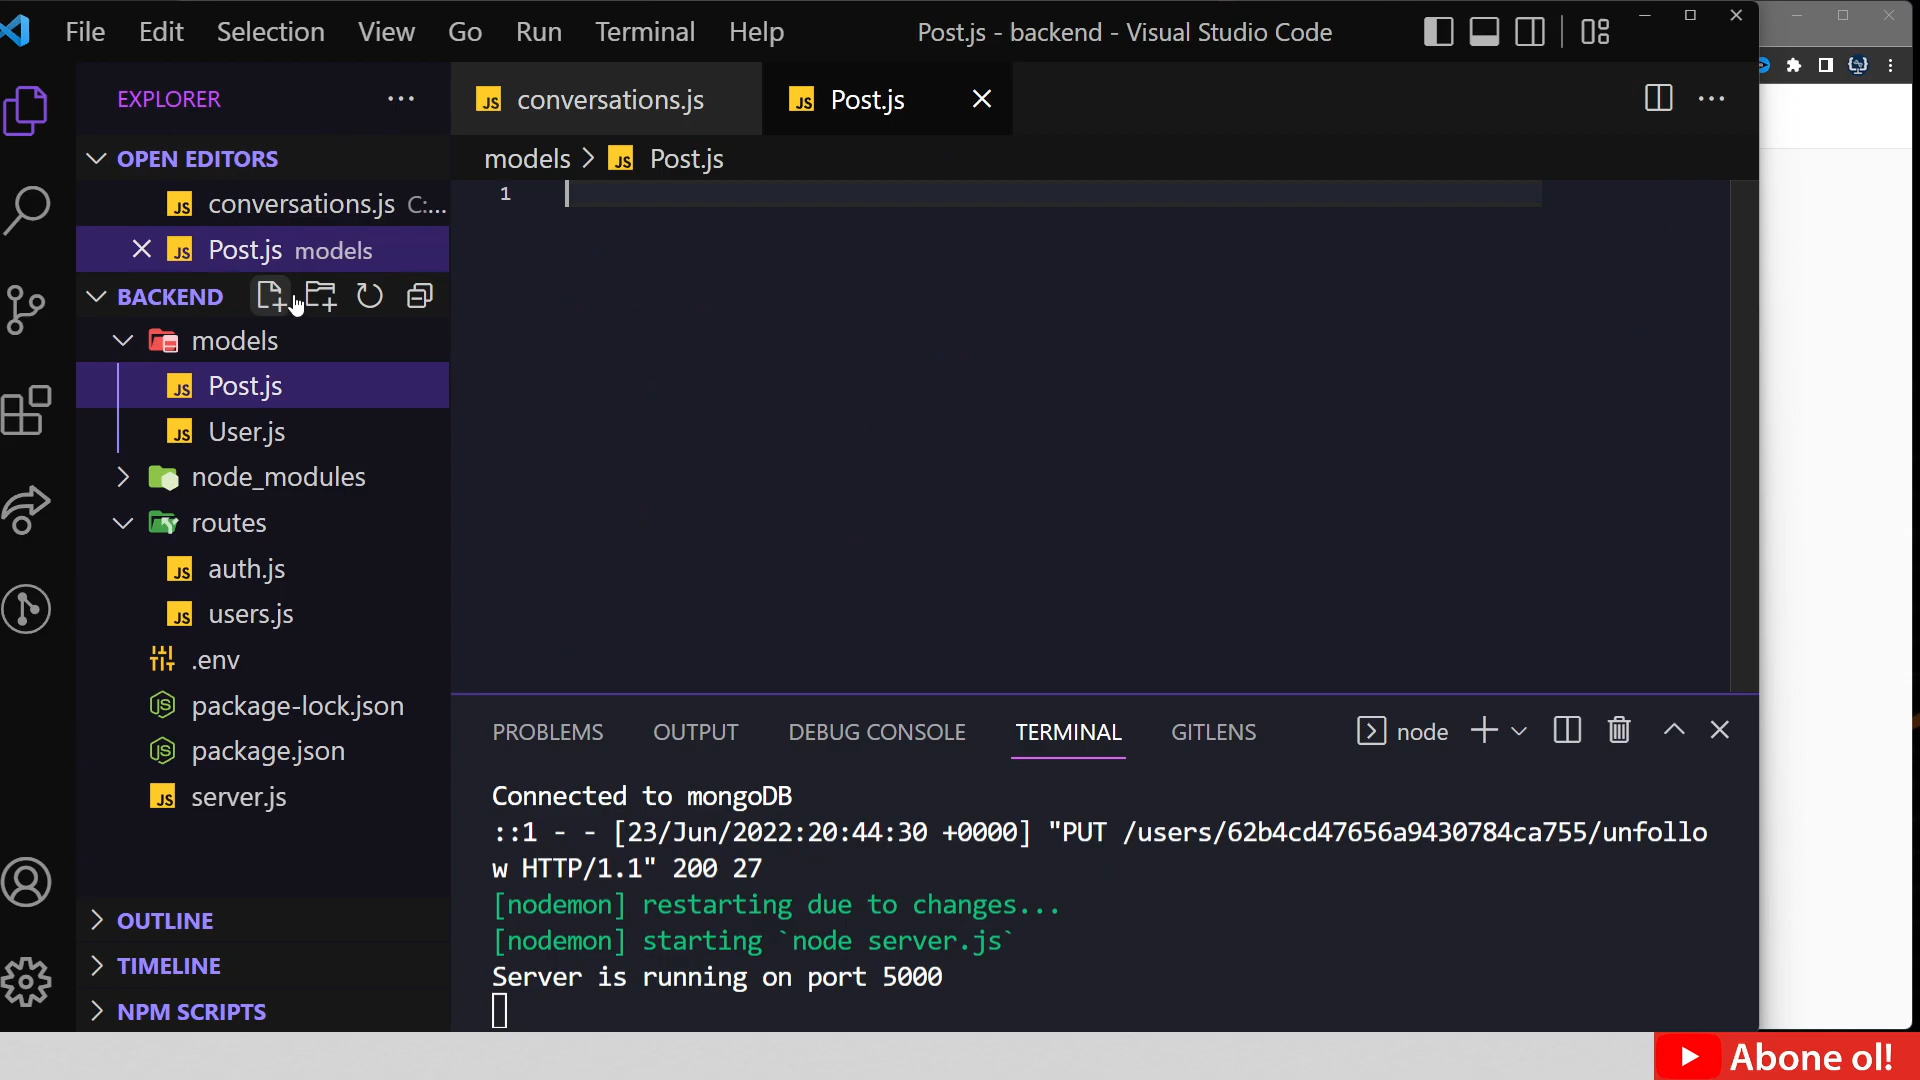 File Edit Selection View Go Run Terminal Help Post.js - backend - Visual Studio Code
EXPLORER
conversations.js
Post.js
OPEN EDITORS
models > Post.js
conversations.js C:...
1
Post.js models
BACKEND
models
Post.js
User.js
node_modules
routes
auth.js
users.js
.env
package-lock.json
package.json
server.js
OUTLINE
TIMELINE
NPM SCRIPTS
PROBLEMS OUTPUT DEBUG CONSOLE TERMINAL GITLENS node
Connected to mongoDB
::1 - - [23/Jun/2022:20:44:30 +0000] "PUT /users/62b4cd47656a9430784ca755/unfollo
w HTTP/1.1" 200 27
[nodemon] restarting due to changes...
[nodemon] starting `node server.js`
Server is running on port 5000
Abone ol!